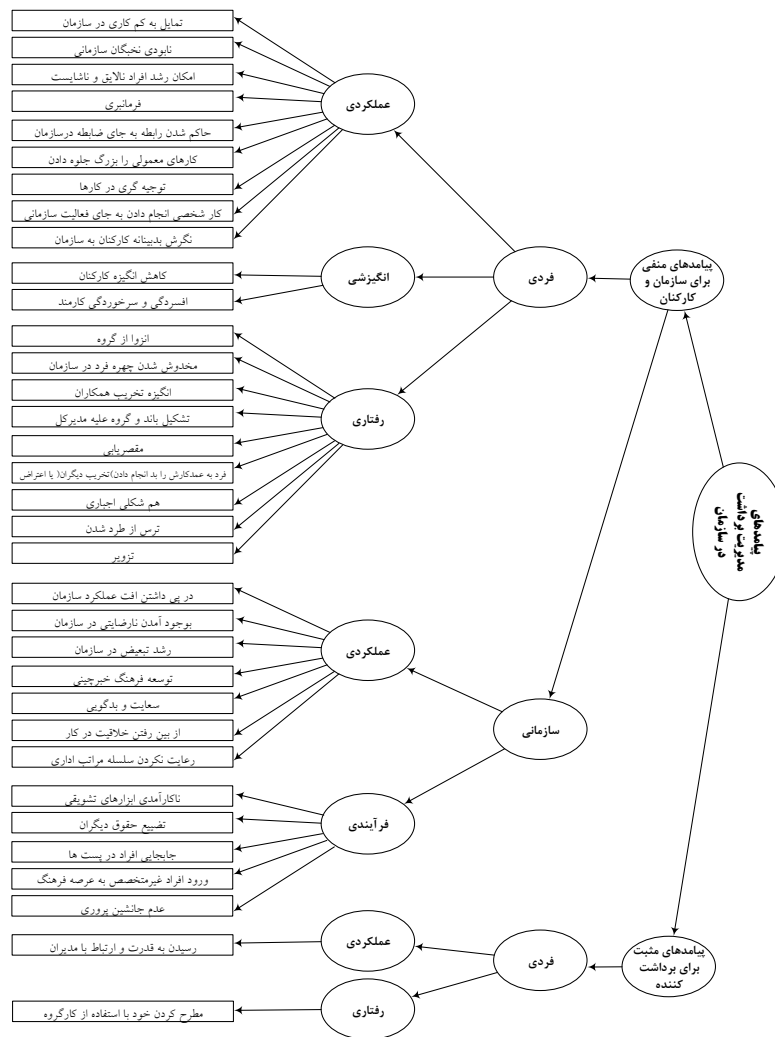 پیامدهای
مدیریت برداشت
در سازمان
پیامدهای منفی
برای سازمان و
کارکنان
فردی
عملکردی
تمایل به کم کاری در سازمان
نابودی نخبگان سازمانی
امکان رشد افراد نالایق و ناشایست
فرمانبری
حاکم شدن رابطه به جای ضابطه درسازمان
کارهای معمولی را بزرگ جلوه دادن
توجیه گری در کارها
کار شخصی انجام دادن به جای فعالیت سازمانی
نگرش بدبینانه کارکنان به سازمان
انگیزشی
کاهش انگیزه کارکنان
افسردگی و سرخوردگی کارمند
رفتاری
انزوا از گروه
مخدوش شدن چهره فرد در سازمان
انگیزه تخریب همکاران
تشکیل باند و گروه علیه مدیرکل
مقصریابی
فرد به عمدکارش را بد انجام دادن)تخریب دیگران( یا اعتراض
هم شکلی اجباری
ترس از طرد شدن
تزویر
سازمانی
عملکردی
در پی داشتن افت عملکرد سازمان
بوجود آمدن نارضایتی در سازمان
رشد تبعیض در سازمان
توسعه فرهنگ خبرچینی
سعایت و بدگویی
از بین رفتن خلاقیت در کار
رعایت نکردن سلسله مراتب اداری
فرآیندی
ناکارآمدی ابزارهای تشویقی
تضییع حقوق دیگران
جابجایی افراد در پست ها
ورود افراد غیرمتخصص به عرصه فرهنگ
عدم جانشین پروری
پیامدهای مثبت
برای برداشت
کننده
فردی
عملکردی
رسیدن به قدرت و ارتباط با مدیران
رفتاری
مطرح کردن خود با استفاده از کارگروه